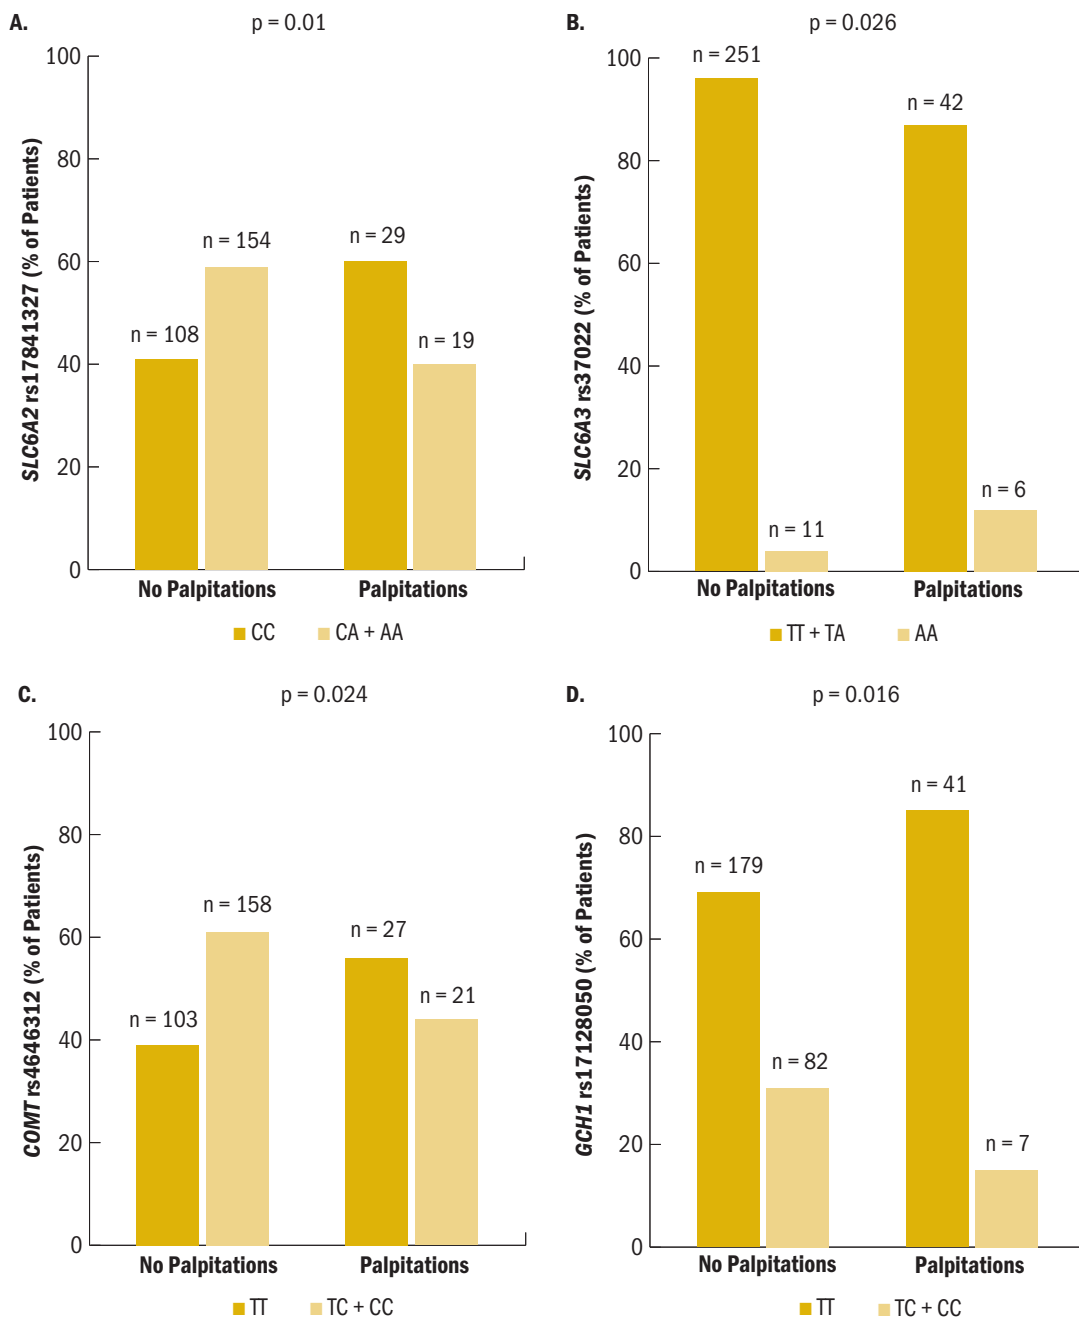 A.
p = 0.01
SLC6A2 rs17841327 (% of Patients)
100
80
60
40
20
0
n = 108
n = 154
n = 29
n = 19
No Palpitations
Palpitations
CC
CA + AA
B.
p = 0.026
SLC6A3 rs37022 (% of Patients)
100
80
60
40
20
0
n = 251
n = 11
n = 42
n = 6
No Palpitations
Palpitations
TT + TA
AA
C.
p = 0.024
COMT rs4646312 (% of Patients)
100
80
60
40
20
0
n = 103
n = 158
n = 27
n = 21
No Palpitations
Palpitations
TT
TC + CC
D.
p = 0.016
GCH1 rs17128050 (% of Patients)
100
80
60
40
20
0
n = 179
n = 82
n = 41
n = 7
No Palpitations
Palpitations
TT
TC + CC